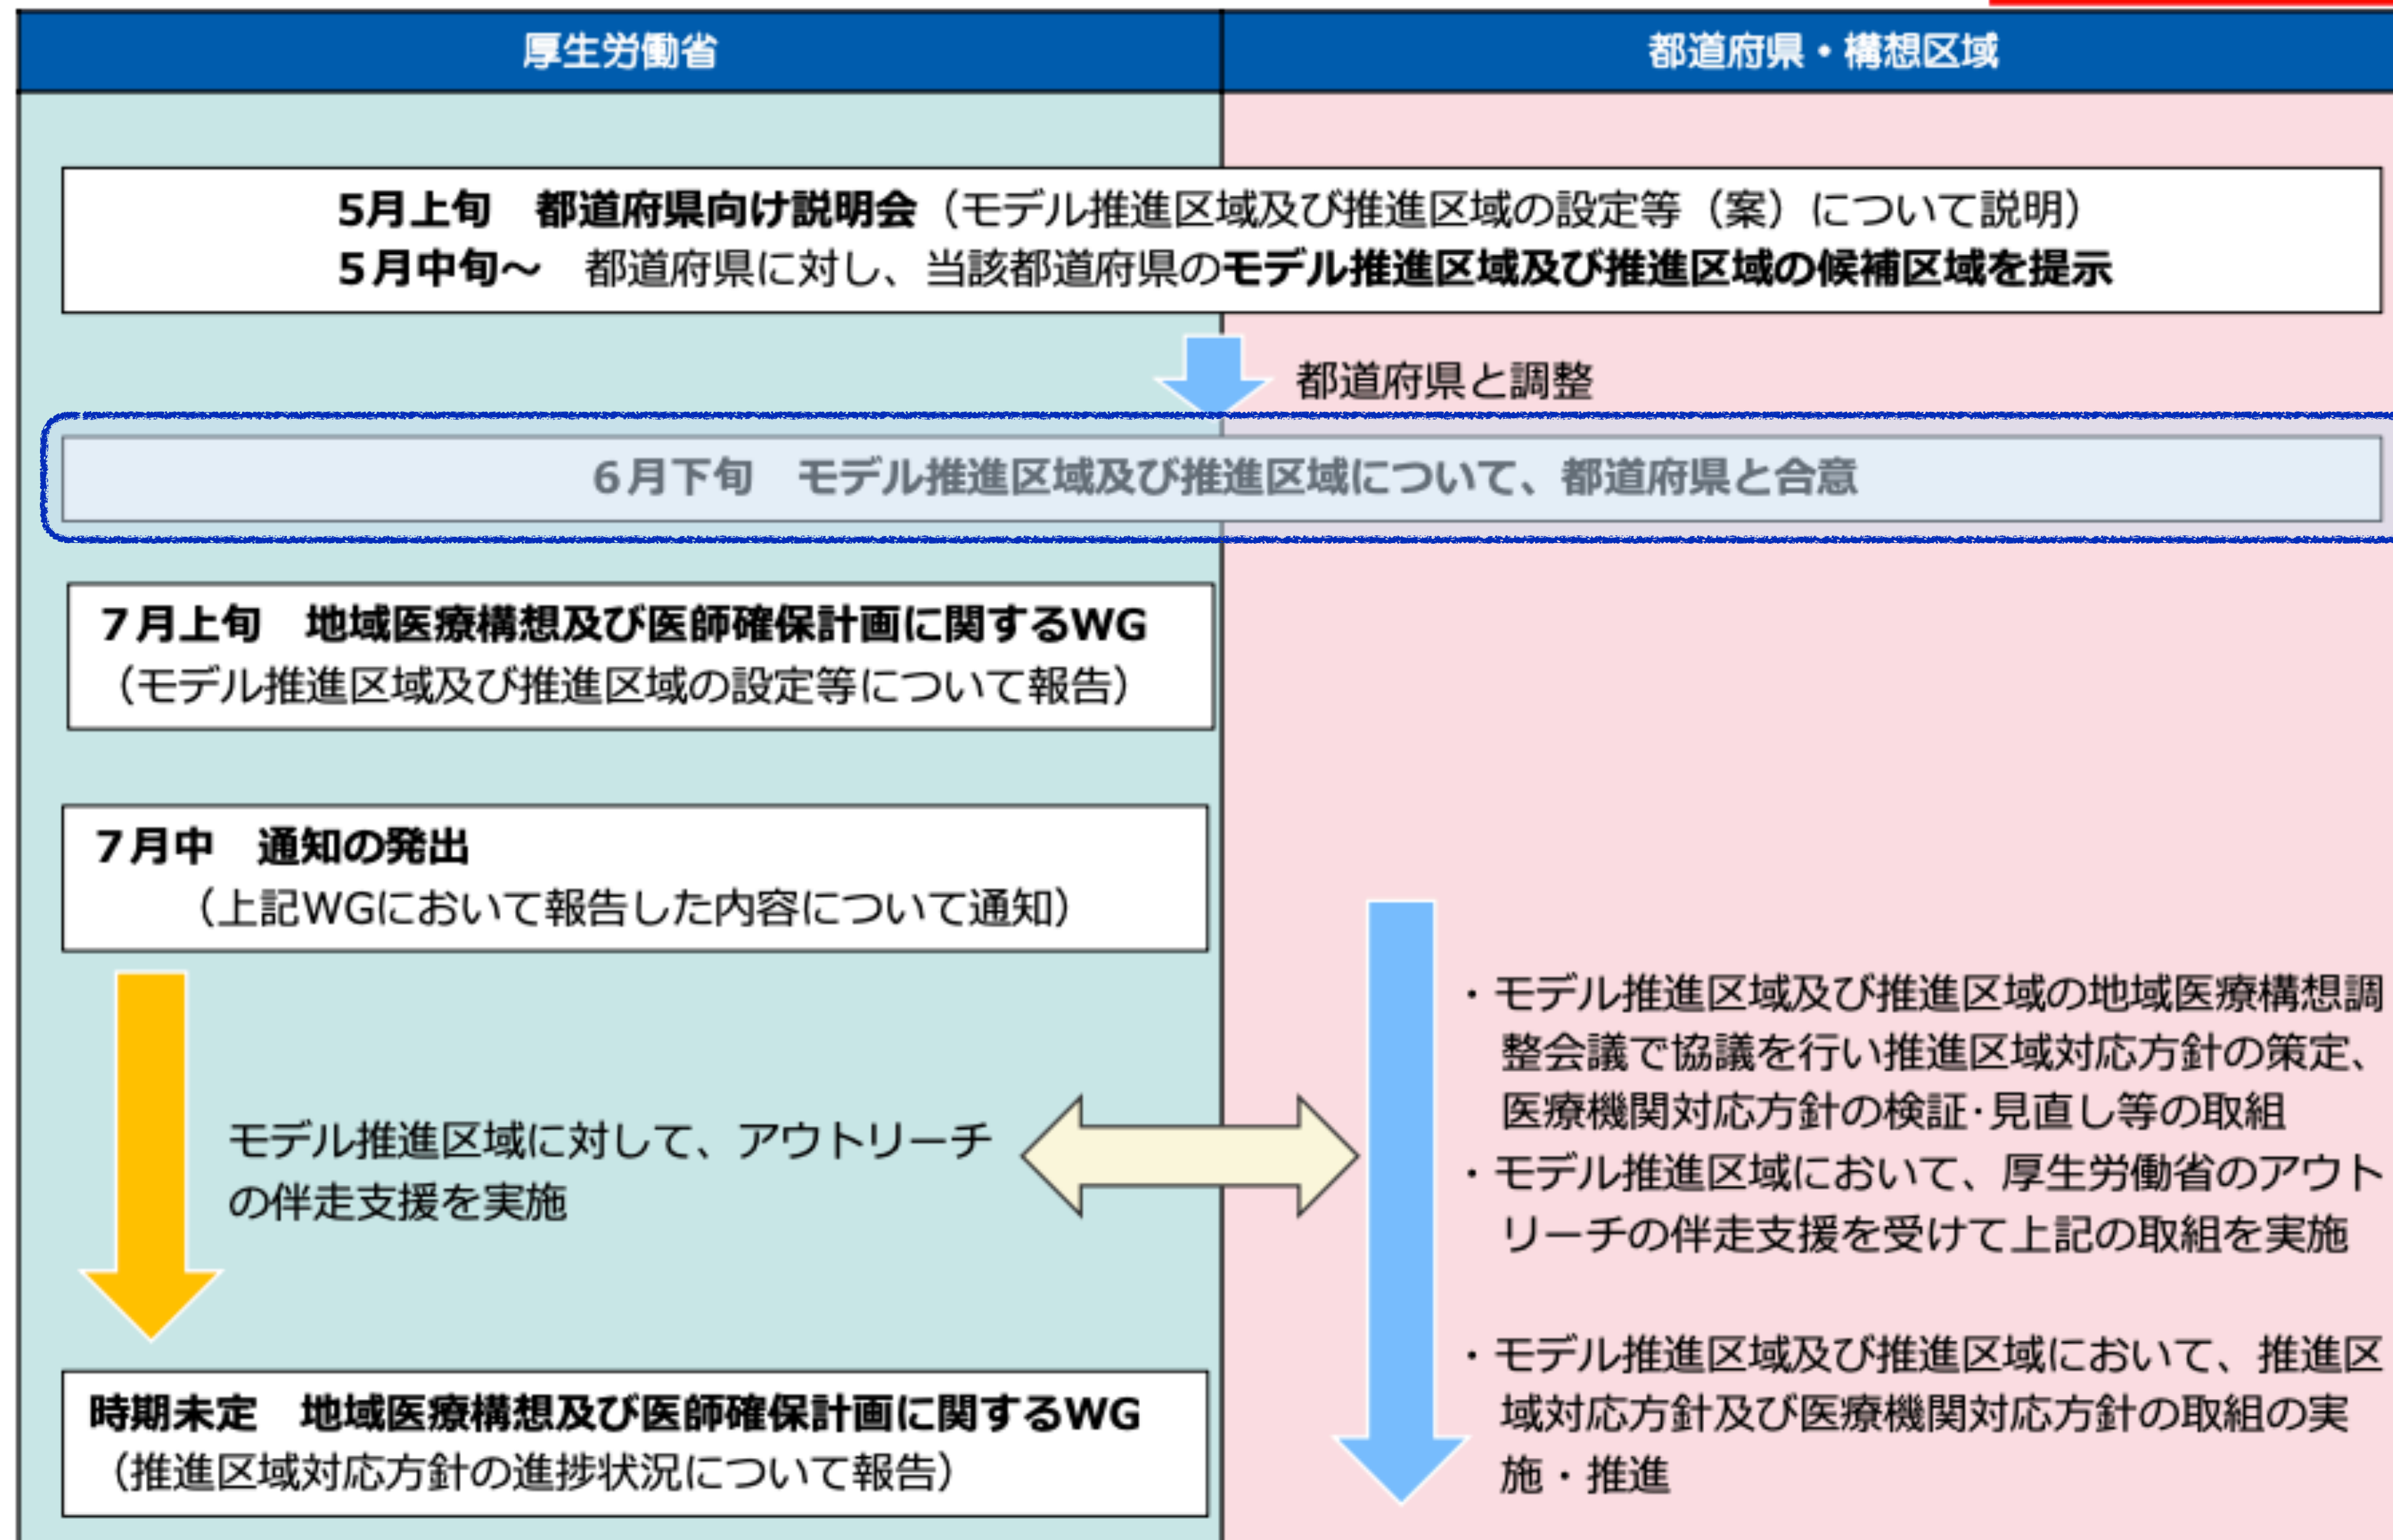 厚生労働省
都道府県・構想区域
5月上旬　都道府県向け説明会（モデル推進区域及び推進区域の設定等（案）について説明）
５月中旬～　都道府県に対し、当該都道府県のモデル推進区域及び推進区域の候補区域を提示
都道府県と調整
６月下旬　モデル推進区域及び推進区域について、都道府県と合意
７月上旬　地域医療構想及び医師確保計画に関するWG
（モデル推進区域及び推進区域の設定等について報告）
７月中　通知の発出
（上記WGにおいて報告した内容について通知）
モデル推進区域に対して、アウトリーチ
の伴走支援を実施
時期未定　地域医療構想及び医師確保計画に関するWG
（推進区域対応方針の進捗状況について報告）
・モデル推進区域及び推進区域の地域医療構想調
整会議で協議を行い推進区域対応方針の策定、
医療機関対応方針の検証･見直し等の取組
・モデル推進区域において、厚生労働省のアウト
リーチの伴走支援を受けて上記の取組を実施
・モデル推進区域及び推進区域において、推進区
域対応方針及び医療機関対応方針の取組の実
施・推進